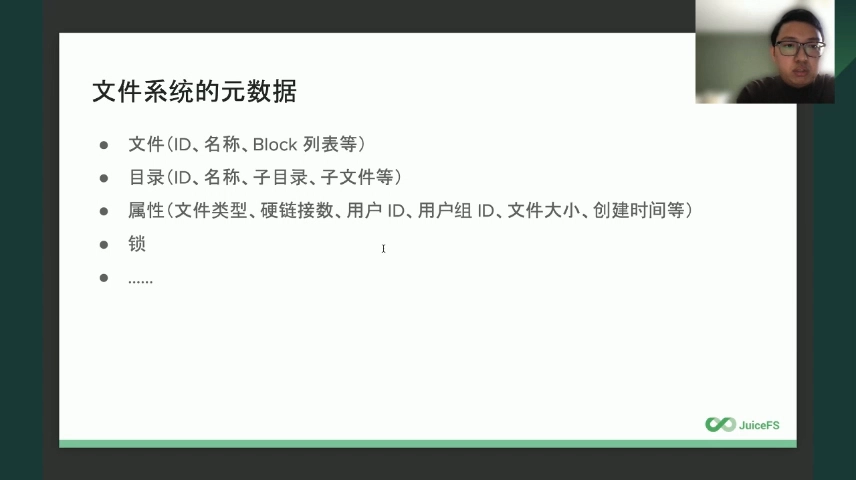 文件系统的元数据
● 文件(ID、名称、Block 列表等)
● 目录(ID、名称、子目录、子文件等)
● 属性(文件类型、硬链接数、用户 ID、用户组 ID、文件大小、创建时间等)
● 锁
● ......
JuiceFS